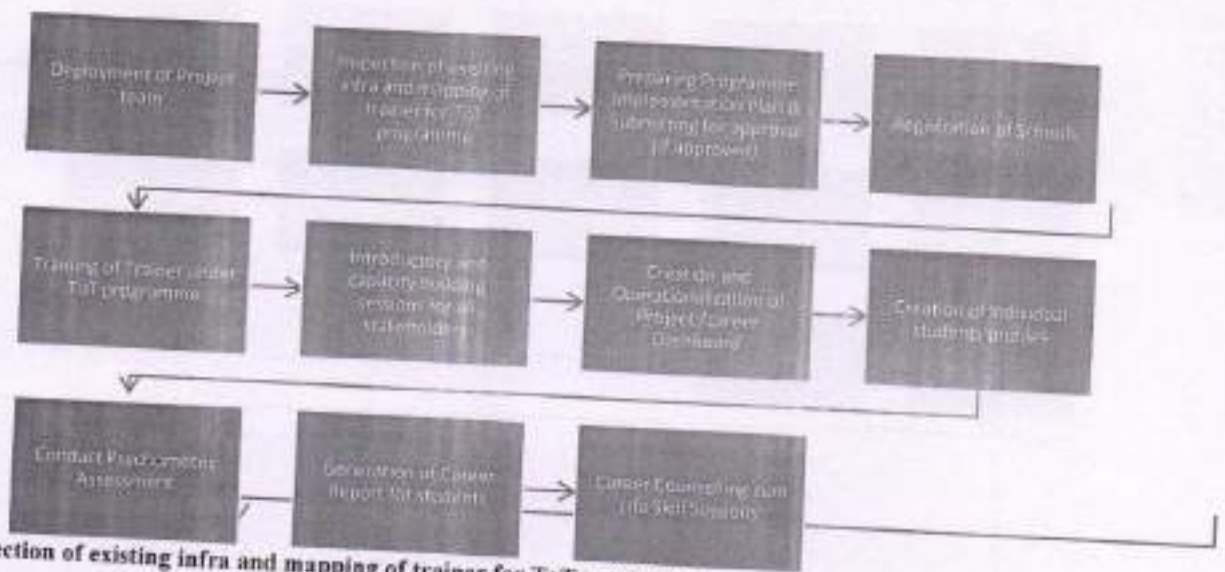 Deployment of Project
team
Inspection of existing
infra and mapping of
trainer for ToT
programme
Preparing Programme
Implementation Plan &
submitting for approval
(if approved)
Registration of Schools
Training of Trainer under
ToT programme
Introductory and
capacity building
sessions for all
stakeholders
Creation and
Operationalization of
Project / Career
Dashboard
Creation of Individual
students profiles
Conduct Psychometric
Assessment
Generation of Career
Report for students
Career Counselling cum
Life Skill Sessions
ection of existing infra and mapping of trainer for